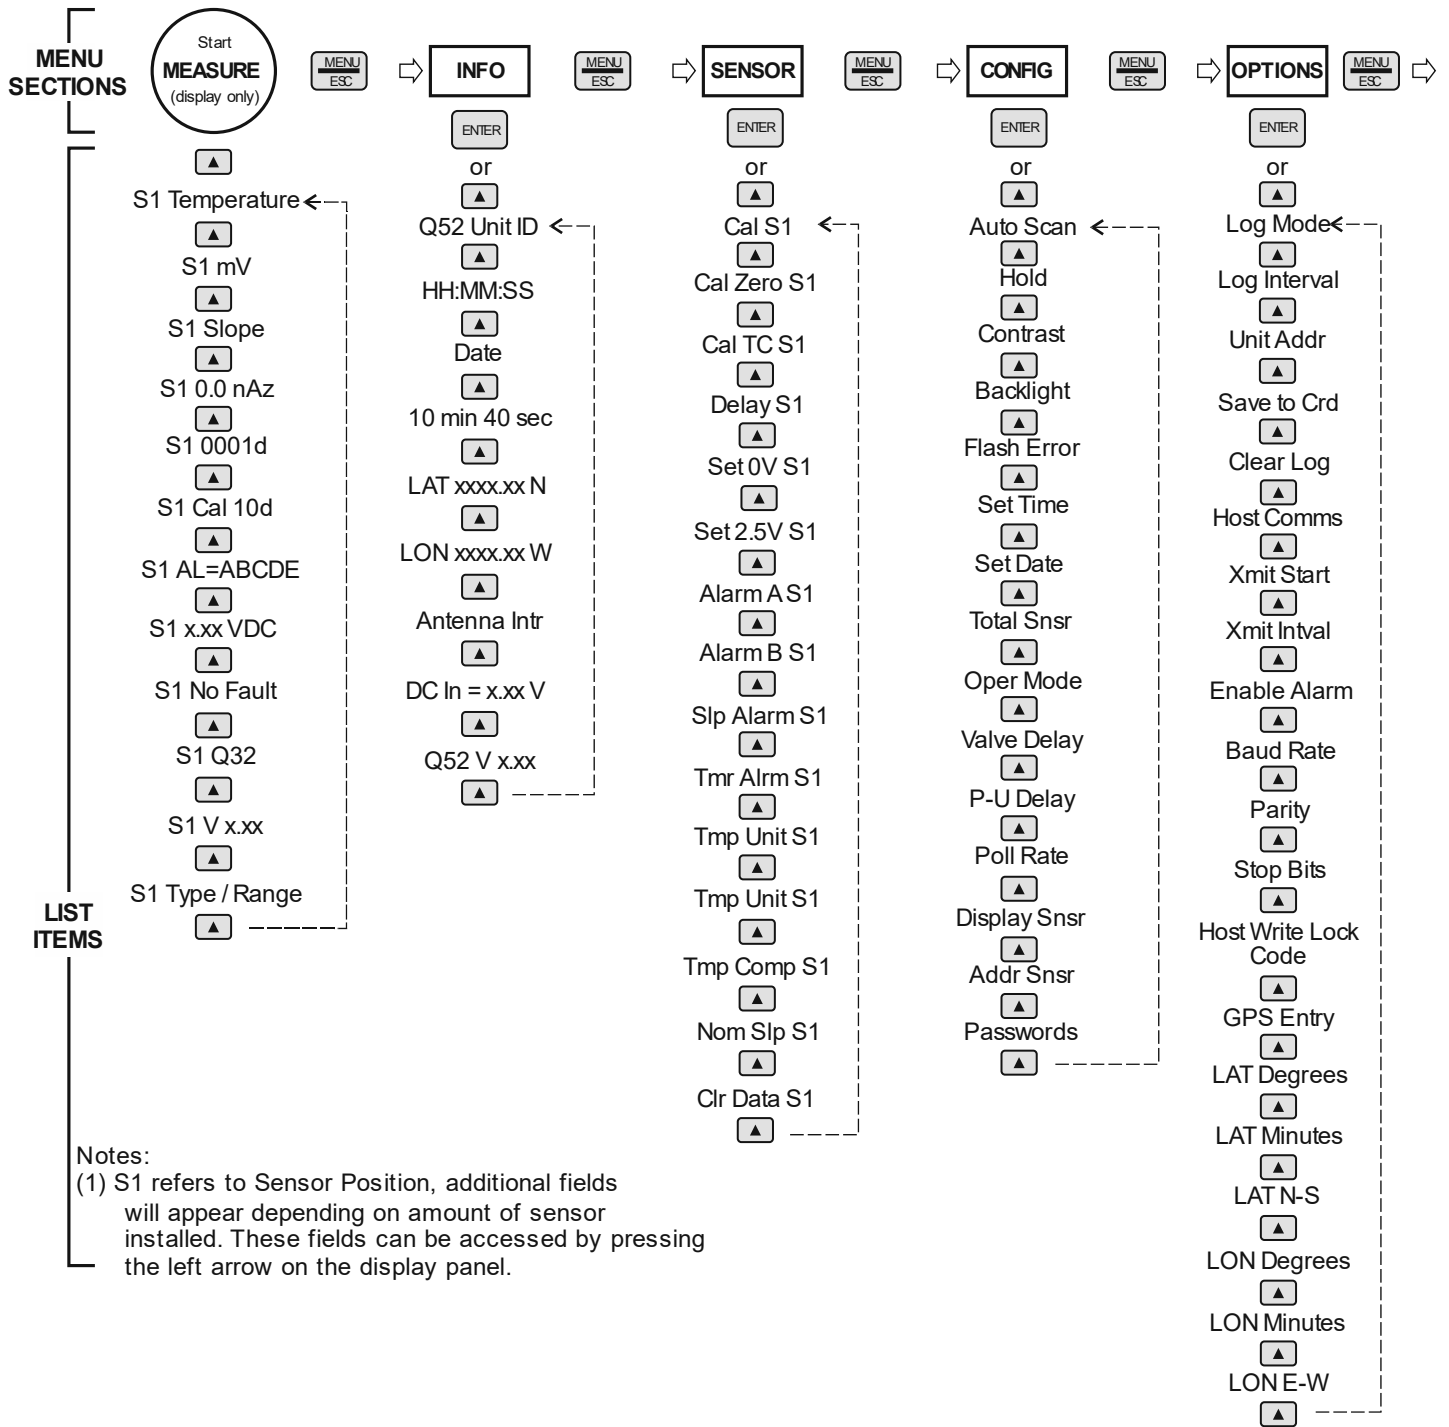 MENU
SECTIONS
Start
MEASURE
(display only)
MENU
ESC
INFO
MENU
ESC
SENSOR
MENU
ESC
CONFIG
MENU
ESC
OPTIONS
MENU
ESC
LIST
ITEMS
S1 Temperature
S1 mV
S1 Slope
S1 0.0 nAz
S1 0001d
S1 Cal 10d
S1 AL=ABCDE
S1 x.xx VDC
S1 No Fault
S1 Q32
S1 V x.xx
S1 Type / Range
ENTER
or
Q52 Unit ID
HH:MM:SS
Date
10 min 40 sec
LAT xxxx.xx N
LON xxxx.xx W
Antenna Intr
DC In = x.xx V
Q52 V x.xx
ENTER
or
Cal S1
Cal Zero S1
Cal TC S1
Delay S1
Set 0V S1
Set 2.5V S1
Alarm A S1
Alarm B S1
Slp Alarm S1
Tmr Alrm S1
Tmp Unit S1
Tmp Unit S1
Tmp Comp S1
Nom Slp S1
Clr Data S1
ENTER
or
Auto Scan
Hold
Contrast
Backlight
Flash Error
Set Time
Set Date
Total Snsr
Oper Mode
Valve Delay
P-U Delay
Poll Rate
Display Snsr
Addr Snsr
Passwords
ENTER
or
Log Mode
Log Interval
Unit Addr
Save to Crd
Clear Log
Host Comms
Xmit Start
Xmit Intval
Enable Alarm
Baud Rate
Parity
Stop Bits
Host Write Lock
Code
GPS Entry
LAT Degrees
LAT Minutes
LAT N-S
LON Degrees
LON Minutes
LON E-W
Notes:
(1) S1 refers to Sensor Position, additional fields
will appear depending on amount of sensor
installed. These fields can be accessed by pressing
the left arrow on the display panel.